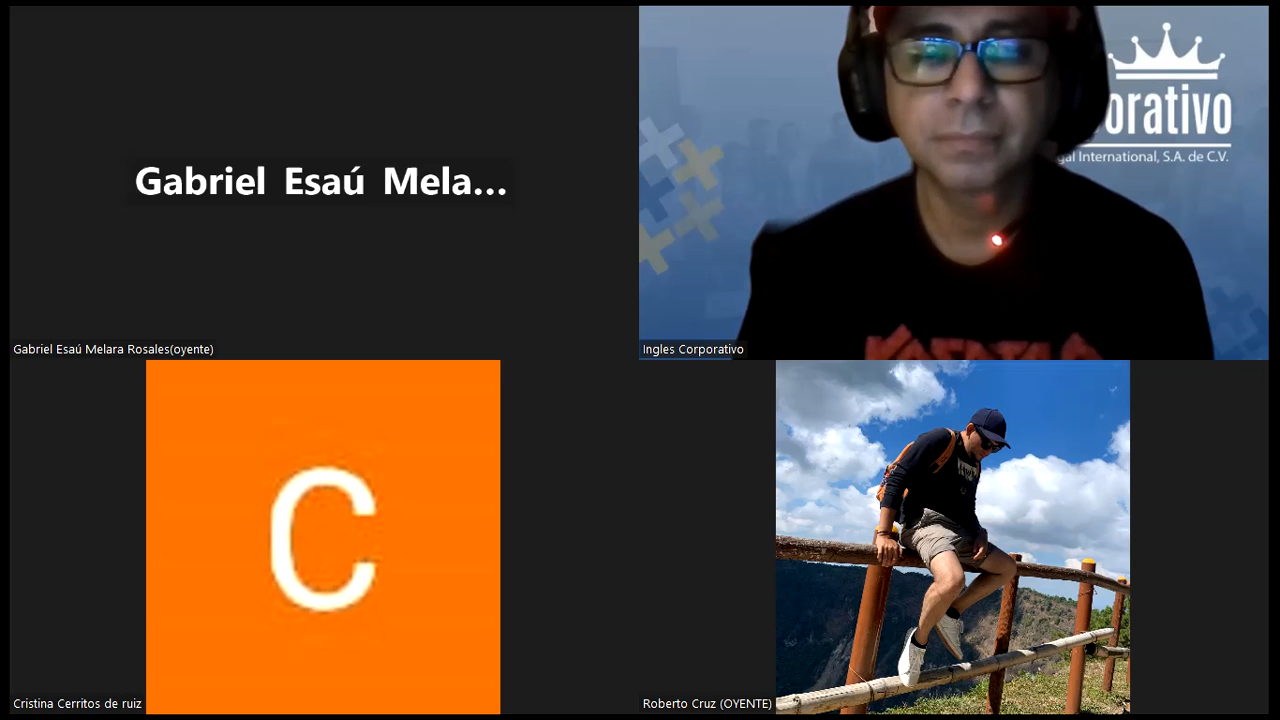 Gabriel Esaú Mela...
orativo
gal International, S.A. de C.V.
Gabriel Esaú Melara Rosales(oyente)
Ingles Corporativo
C
Cristina Cerritos de ruiz
Roberto Cruz (OYENTE)